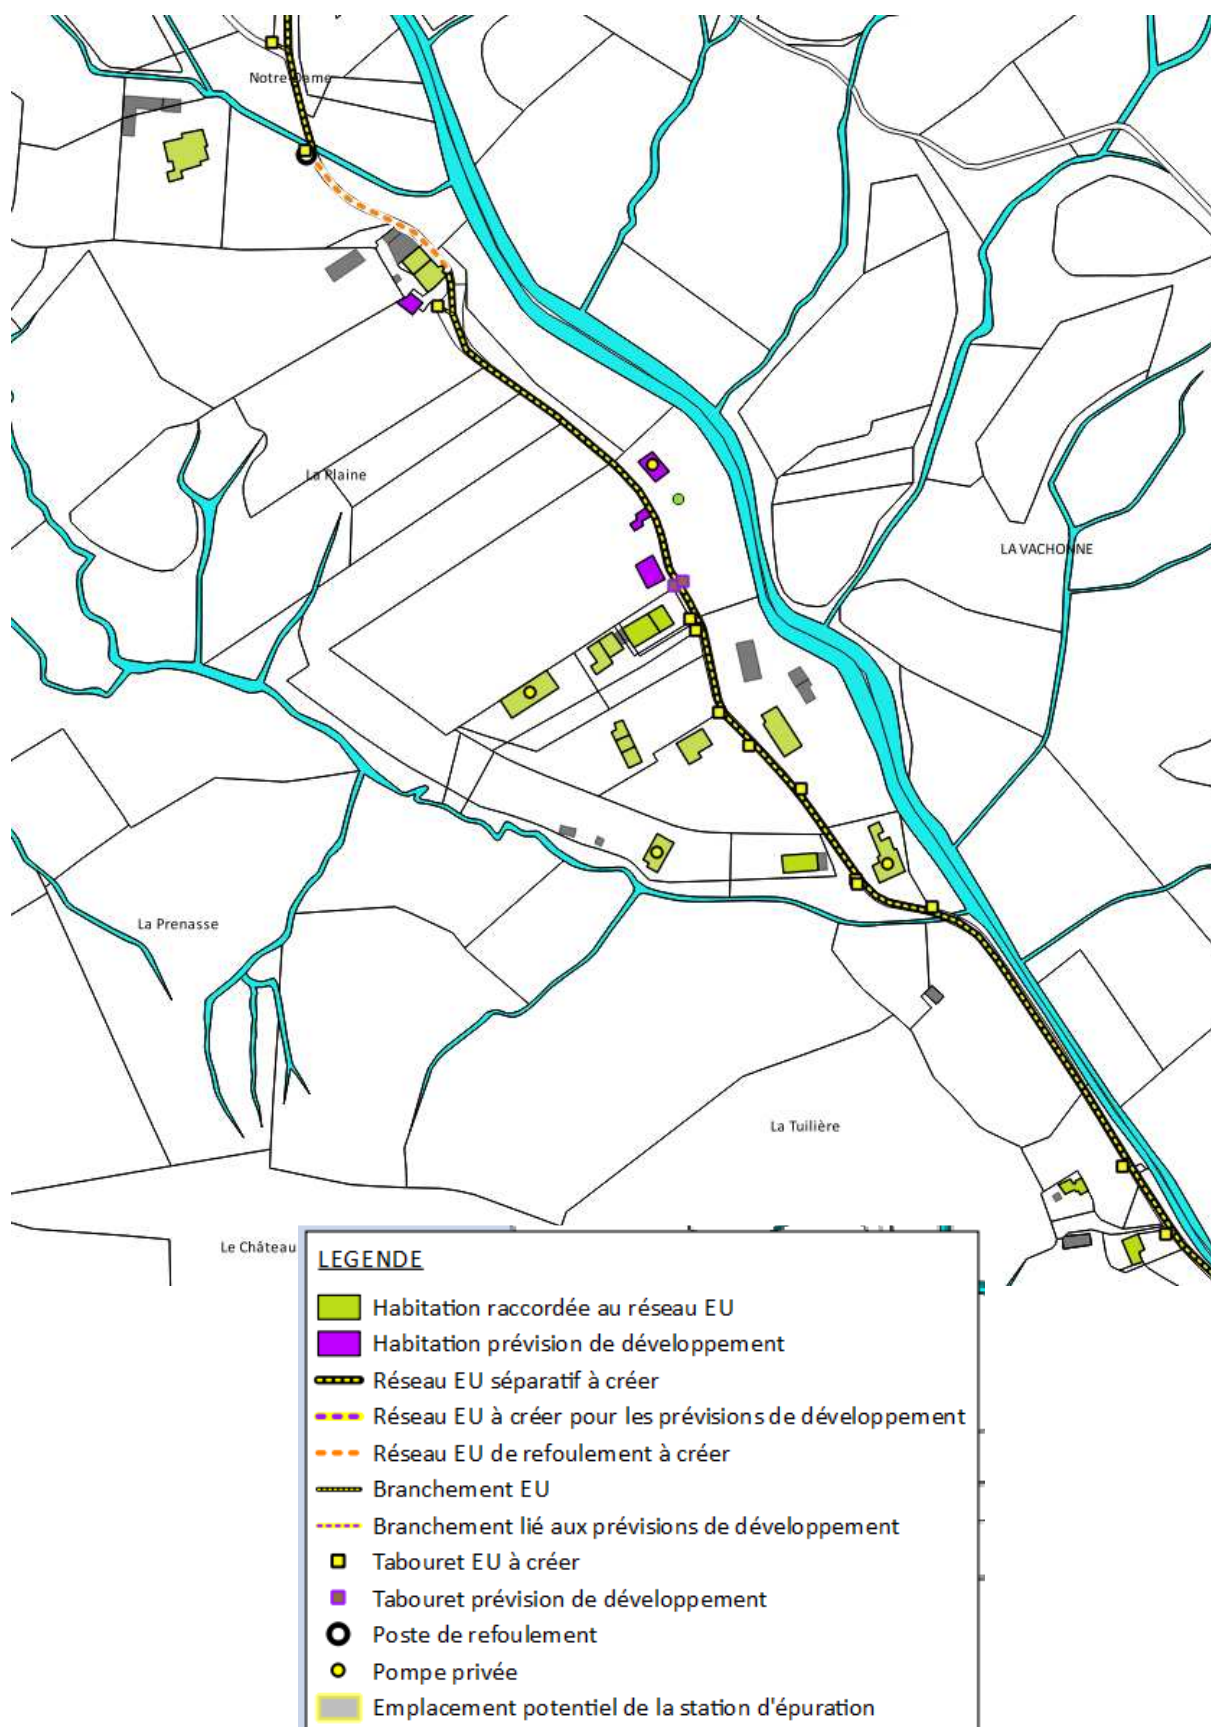 Notre Dame
La Plaine
LA VACHONNE
La Prenasse
La Tuilière
Le Château
LEGENDE
Habitation raccordée au réseau EU
Habitation prévision de développement
Réseau EU séparatif à créer
Réseau EU à créer pour les prévisions de développement
Réseau EU de refoulement à créer
Branchement EU
Branchement lié aux prévisions de développement
Tabouret EU à créer
Tabouret prévision de développement
Poste de refoulement
Pompe privée
Emplacement potentiel de la station d'épuration